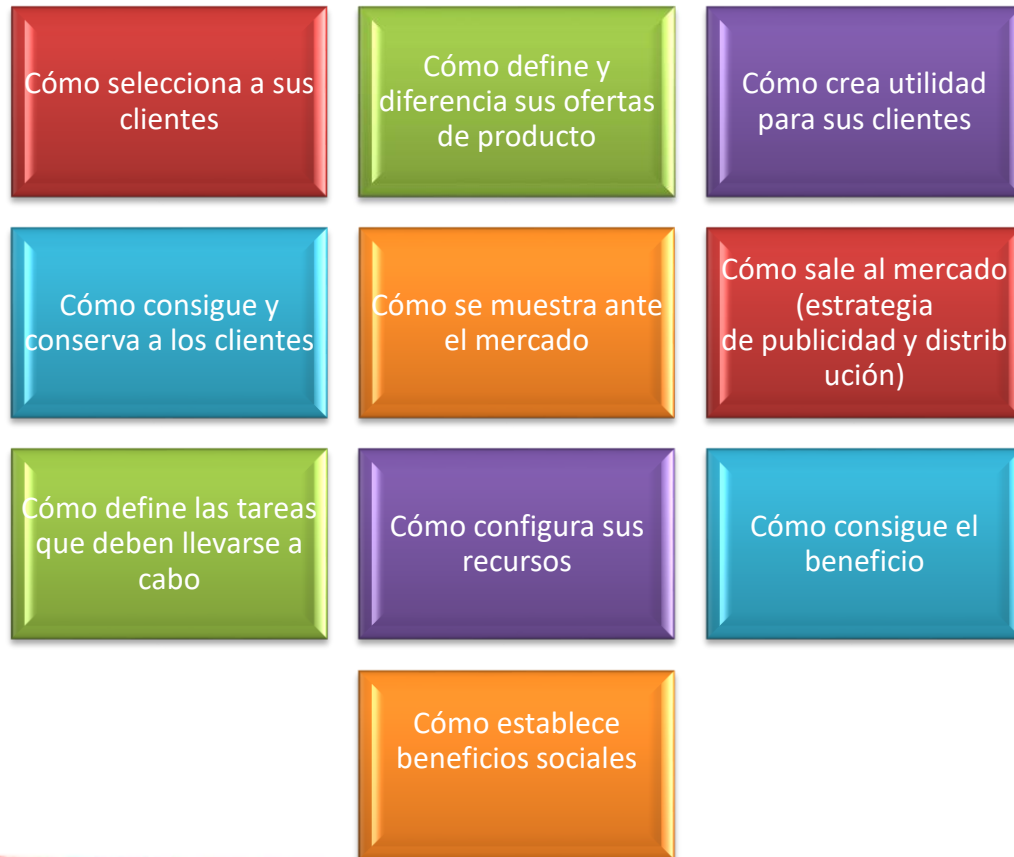 Cómo selecciona a sus
clientes
Cómo define y
diferencia sus ofertas
de producto
Cómo crea utilidad
para sus clientes
Cómo consigue y
conserva a los clientes
Cómo se muestra ante
el mercado
Cómo sale al mercado
(estrategia
de publicidad y distrib
ución)
Cómo define las tareas
que deben llevarse a
cabo
Cómo configura sus
recursos
Cómo consigue el
beneficio
Cómo establece
beneficios sociales